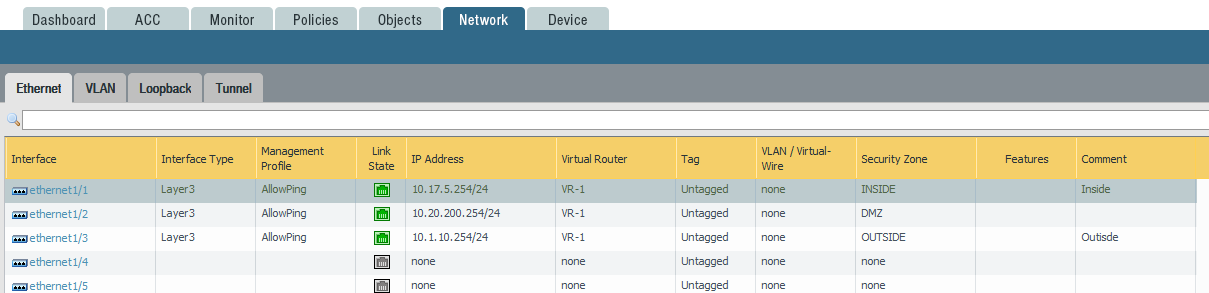 Dashboard ACC Monitor Policies Objects Network Device
Ethernet VLAN Loopback Tunnel
Interface Interface Type Management Profile Link State IP Address Virtual Router Tag VLAN / Virtual-Wire Security Zone Features Comment
ethernet1/1 Layer3 AllowPing 10.17.5.254/24 VR-1 Untagged none INSIDE Inside
ethernet1/2 Layer3 AllowPing 10.20.200.254/24 VR-1 Untagged none DMZ
ethernet1/3 Layer3 AllowPing 10.1.10.254/24 VR-1 Untagged none OUTSIDE Outisde
ethernet1/4 none none Untagged none none
ethernet1/5 none none Untagged none none